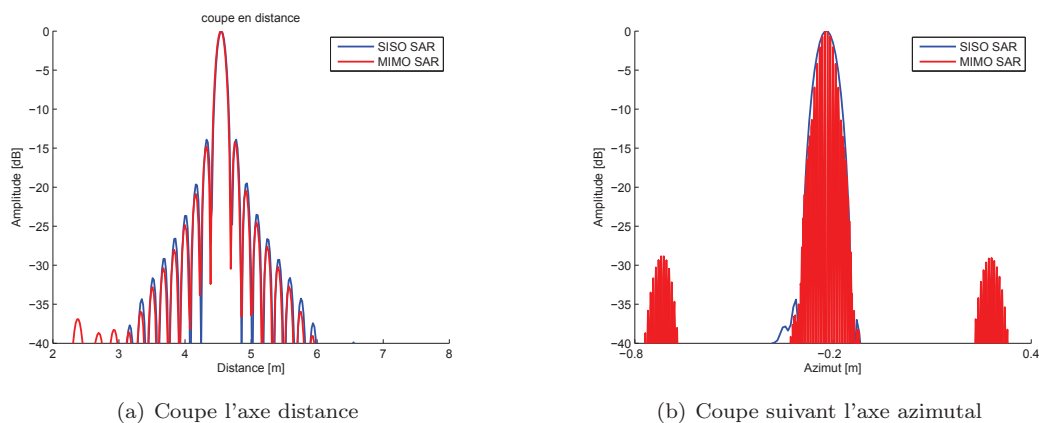 coupe en distance
SISO SAR
MIMO SAR
Amplitude [dB]
0
−5
−10
−15
−20
−25
−30
−35
−40
2 3 4 5 6 7 8
Distance [m]
(a) Coupe l'axe distance
SISO SAR
MIMO SAR
Amplitude [dB]
0
−5
−10
−15
−20
−25
−30
−35
−40
−0.8 −0.2 0.4
Azimut [m]
(b) Coupe suivant l'axe azimutal